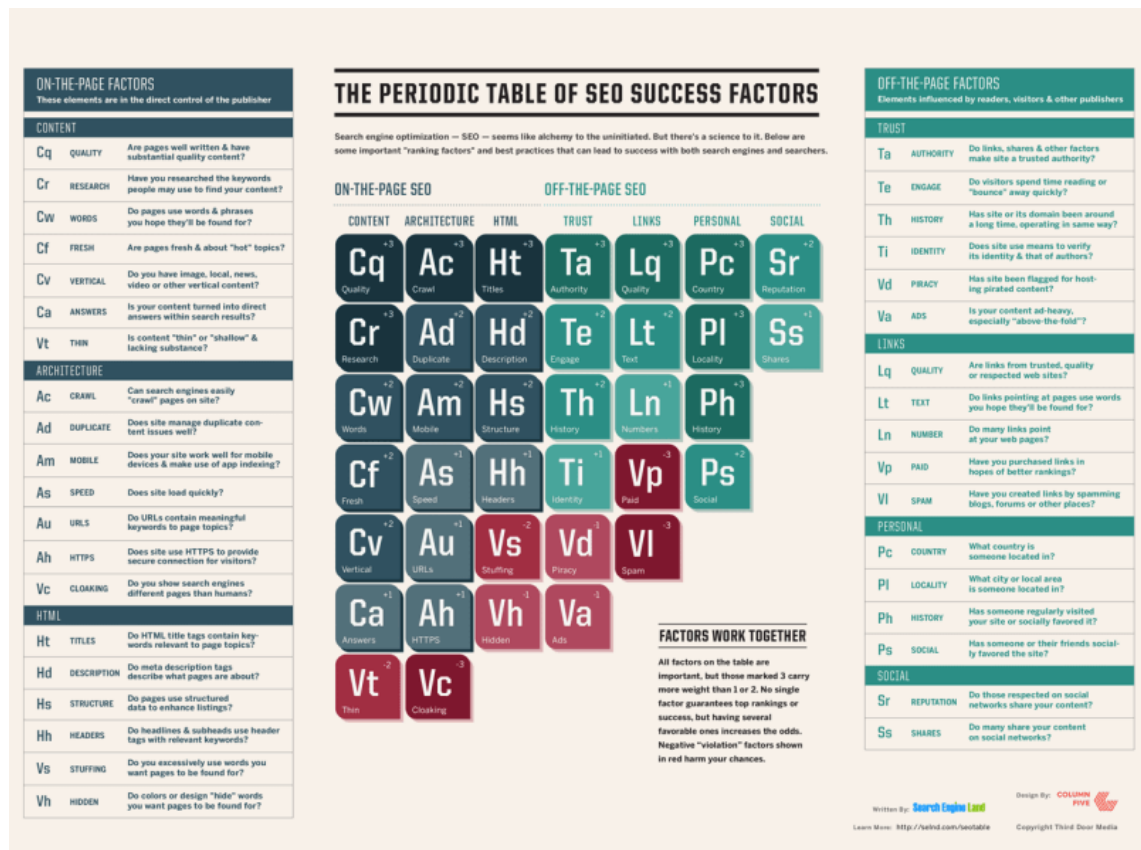 ON-THE-PAGE FACTORS
These elements are in the direct control of the publisher
CONTENT
Cq QUALITY Are pages well written & have
substantial quality content?
Cr RESEARCH Have you researched the keywords
people may use to find your content?
Cw WORDS Do pages use words & phrases
you hope they'll be found for?
Cf FRESH Are pages fresh & about "hot" topics?
Cv VERTICAL Do you have image, local, news,
video or other vertical content?
Ca ANSWERS Is your content turned into direct
answers within search results?
Vt THIN Is content "thin" or "shallow" &
lacking substance?
ARCHITECTURE
Ac CRAWL Can search engines easily
"crawl" pages on site?
Ad DUPLICATE Does site manage duplicate con-
tent issues well?
Am MOBILE Does your site work well for mobile
devices & make use of app indexing?
As SPEED Does site load quickly?
Au URLS Do URLs contain meaningful
keywords to page topics?
Ah HTTPS Does site use HTTPS to provide
secure connection for visitors?
Vc CLOAKING Do you show search engines
different pages than humans?
HTML
Ht TITLES Do HTML title tags contain key-
words relevant to page topics?
Hd DESCRIPTION Do meta description tags
describe what pages are about?
Hs STRUCTURE Do pages use structured
data to enhance listings?
Hh HEADERS Do headlines & subheads use header
tags with relevant keywords?
Vs STUFFING Do you excessively use words you
want pages to be found for?
Vh HIDDEN Do colors or design "hide" words
you want pages to be found for?
THE PERIODIC TABLE OF SEO SUCCESS FACTORS
Search engine optimization — SEO — seems like alchemy to the uninitiated. But there's a science to it. Below are
some important "ranking factors" and best practices that can lead to success with both search engines and searchers.
ON-THE-PAGE SEO OFF-THE-PAGE SEO
CONTENT ARCHITECTURE HTML TRUST LINKS PERSONAL SOCIAL
+3 +3 +3 +3 +3 +3 +2
Cq Ac Ht Ta Lq Pc Sr
Quality Crawl Titles Authority Quality Country Reputation
+3 +2 +3 +2 +2 +3 +1
Cr Ad Hd Te Lt Pl Ss
Research Duplicate Description Engage Text Locality Shares
+2 +2 +2 +2 +1 +3
Cw Am Hs Th Ln Ph
Words Mobile Structure History Numbers History
+2 +1 +1 +1 -3 +2
Cf As Hh Ti Vp Ps
Fresh Speed Headers Identity Paid Social
+2 +1 -2 -1 -3
Cv Au Vs Vd Vl
Vertical URLs Stuffing Piracy Spam
+1 +1 -1 -1
Ca Ah Vh Va
Answers HTTPS Hidden Ads
-2 -3
Vt Vc
Thin Cloaking
FACTORS WORK TOGETHER
All factors on the table are
important, but those marked 3 carry
more weight than 1 or 2. No single
factor guarantees top rankings or
success, but having several
favorable ones increases the odds.
Negative "violation" factors shown
in red harm your chances.
OFF-THE-PAGE FACTORS
Elements influenced by readers, visitors & other publishers
TRUST
Ta AUTHORITY Do links, shares & other factors
make site a trusted authority?
Te ENGAGE Do visitors spend time reading or
"bounce" away quickly?
Th HISTORY Has site or its domain been around
a long time, operating in same way?
Ti IDENTITY Does site use means to verify
its identity & that of authors?
Vd PIRACY Has site been flagged for host-
ing pirated content?
Va ADS Is your content ad-heavy,
especially "above-the-fold"?
LINKS
Lq QUALITY Are links from trusted, quality
or respected web sites?
Lt TEXT Do links pointing at pages use words
you hope they'll be found for?
Ln NUMBER Do many links point
at your web pages?
Vp PAID Have you purchased links in
hopes of better rankings?
Vl SPAM Have you created links by spamming
blogs, forums or other places?
PERSONAL
Pc COUNTRY What country is
someone located in?
Pl LOCALITY What city or local area
is someone located in?
Ph HISTORY Has someone regularly visited
your site or socially favored it?
Ps SOCIAL Has someone or their friends social-
ly favored the site?
SOCIAL
Sr REPUTATION Do those respected on social
networks share your content?
Ss SHARES Do many share your content
on social networks?
Written By: Search Engine Land
Design By: COLUMN
FIVE
Learn More: http://selnd.com/seotable
Copyright Third Door Media